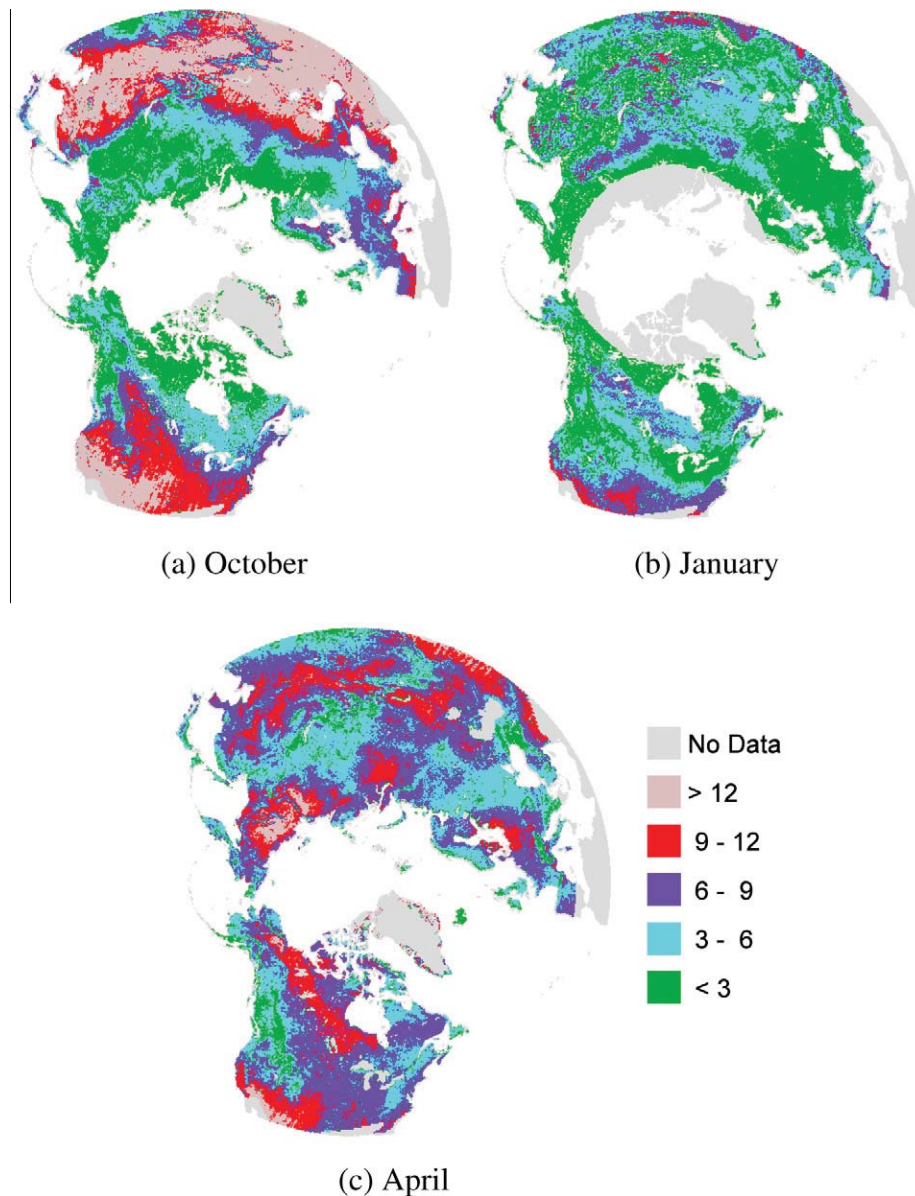 (a) October
(b) January
No Data
> 12
9 - 12
6 - 9
3 - 6
< 3
(c) April